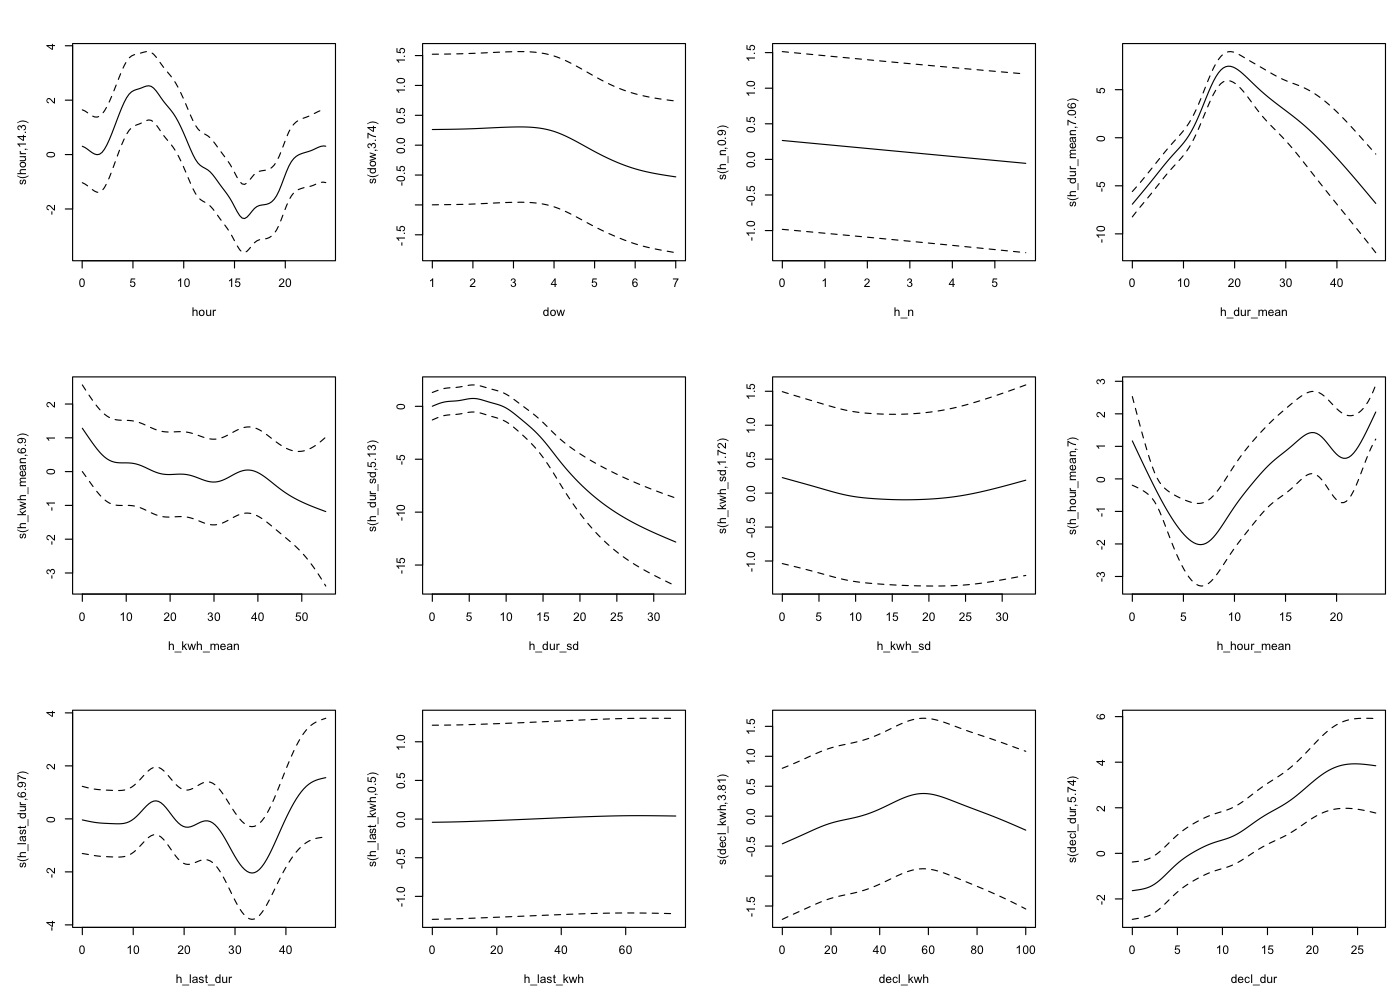 s(hour,14.3)
4
2
0
-2
0 5 10 15 20
hour
s(dow,3.74)
1.5
1.0
0.5
0.0
-0.5
-1.5
1 2 3 4 5 6 7
dow
s(h_n,0.9)
1.5
1.0
0.5
0.0
-0.5
-1.0
0 1 2 3 4 5
h_n
s(h_dur_mean,7.06)
5
0
-5
-10
0 10 20 30 40
h_dur_mean
s(h_kwh_mean,6.9)
2
1
0
-1
-2
-3
0 10 20 30 40 50
h_kwh_mean
s(h_dur_sd,5.13)
0
-5
-10
-15
0 5 10 15 20 25 30
h_dur_sd
s(h_kwh_sd,1.72)
1.5
1.0
0.5
0.0
-0.5
-1.0
0 5 10 15 20 25 30
h_kwh_sd
s(h_hour_mean,7)
3
2
1
0
-1
-2
-3
0 5 10 15 20
h_hour_mean
s(h_last_dur,6.97)
4
2
0
-2
-4
0 10 20 30 40
h_last_dur
s(h_last_kwh,0.5)
1.0
0.5
0.0
-0.5
-1.0
0 20 40 60
h_last_kwh
s(decl_kwh,3.81)
1.5
1.0
0.5
0.0
-0.5
-1.5
0 20 40 60 80 100
decl_kwh
s(decl_dur,5.74)
6
4
2
0
-2
0 5 10 15 20 25
decl_dur